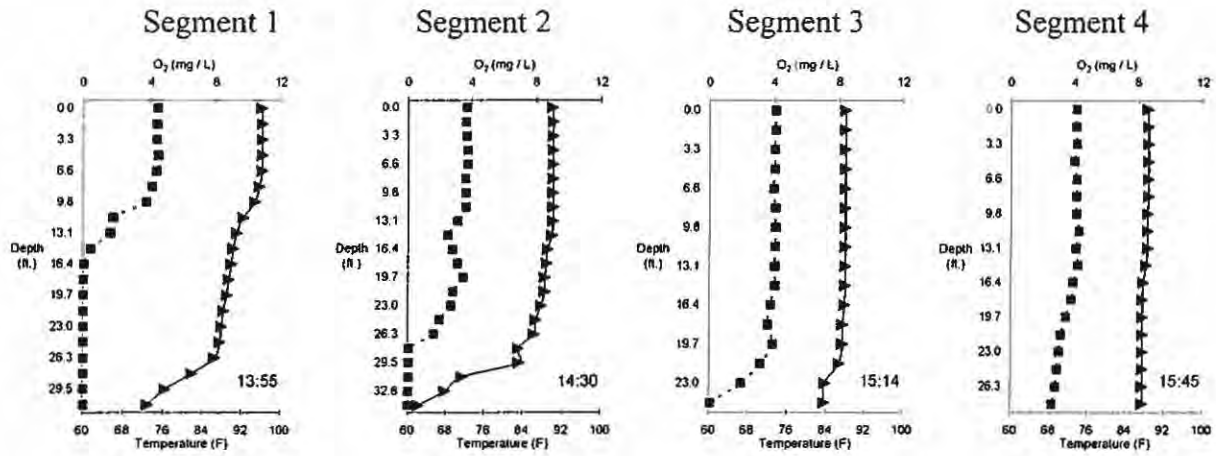 Segment 1
O₂ (mg / L)
0 4 8 12
0.0
3.3
6.6
9.8
13.1
Depth
(ft.)
16.4
19.7
23.0
26.3
29.5
13:55
60 68 76 84 92 100
Temperature (F)
Segment 2
O₂ (mg / L)
0 4 8 12
0.0
3.3
6.6
9.8
13.1
Depth
(ft.)
16.4
19.7
23.0
26.3
29.5
32.8
14:30
60 68 76 84 92 100
Temperature (F)
Segment 3
O₂ (mg / L)
0 4 8 12
0.0
3.3
6.6
9.8
Depth
(ft.)
13.1
16.4
19.7
23.0
15:14
60 68 76 84 92 100
Temperature (F)
Segment 4
O₂ (mg / L)
0 4 8 12
0.0
3.3
6.6
9.8
Depth
(ft.)
13.1
16.4
19.7
23.0
26.3
15:45
60 68 76 84 92 100
Temperature (F)